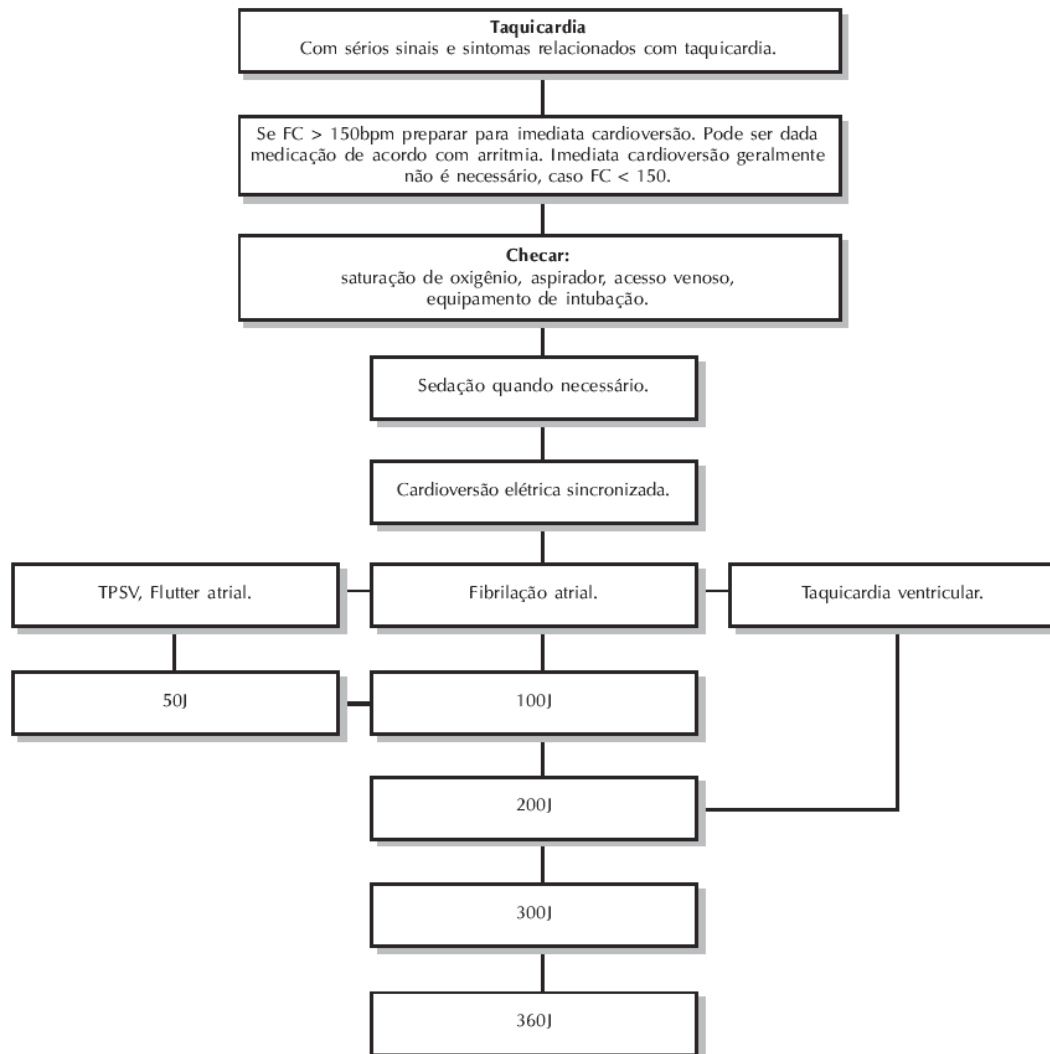 Taquicardia
Com sérios sinais e sintomas relacionados com taquicardia.
Se FC > 150bpm preparar para imediata cardioversão. Pode ser dada
medicação de acordo com arritmia. Imediata cardioversão geralmente
não é necessário, caso FC < 150.
Checar:
saturação de oxigênio, aspirador, acesso venoso,
equipamento de intubação.
Sedação quando necessário.
Cardioversão elétrica sincronizada.
TPSV, Flutter atrial.
Fibrilação atrial.
Taquicardia ventricular.
50J
100J
200J
300J
360J